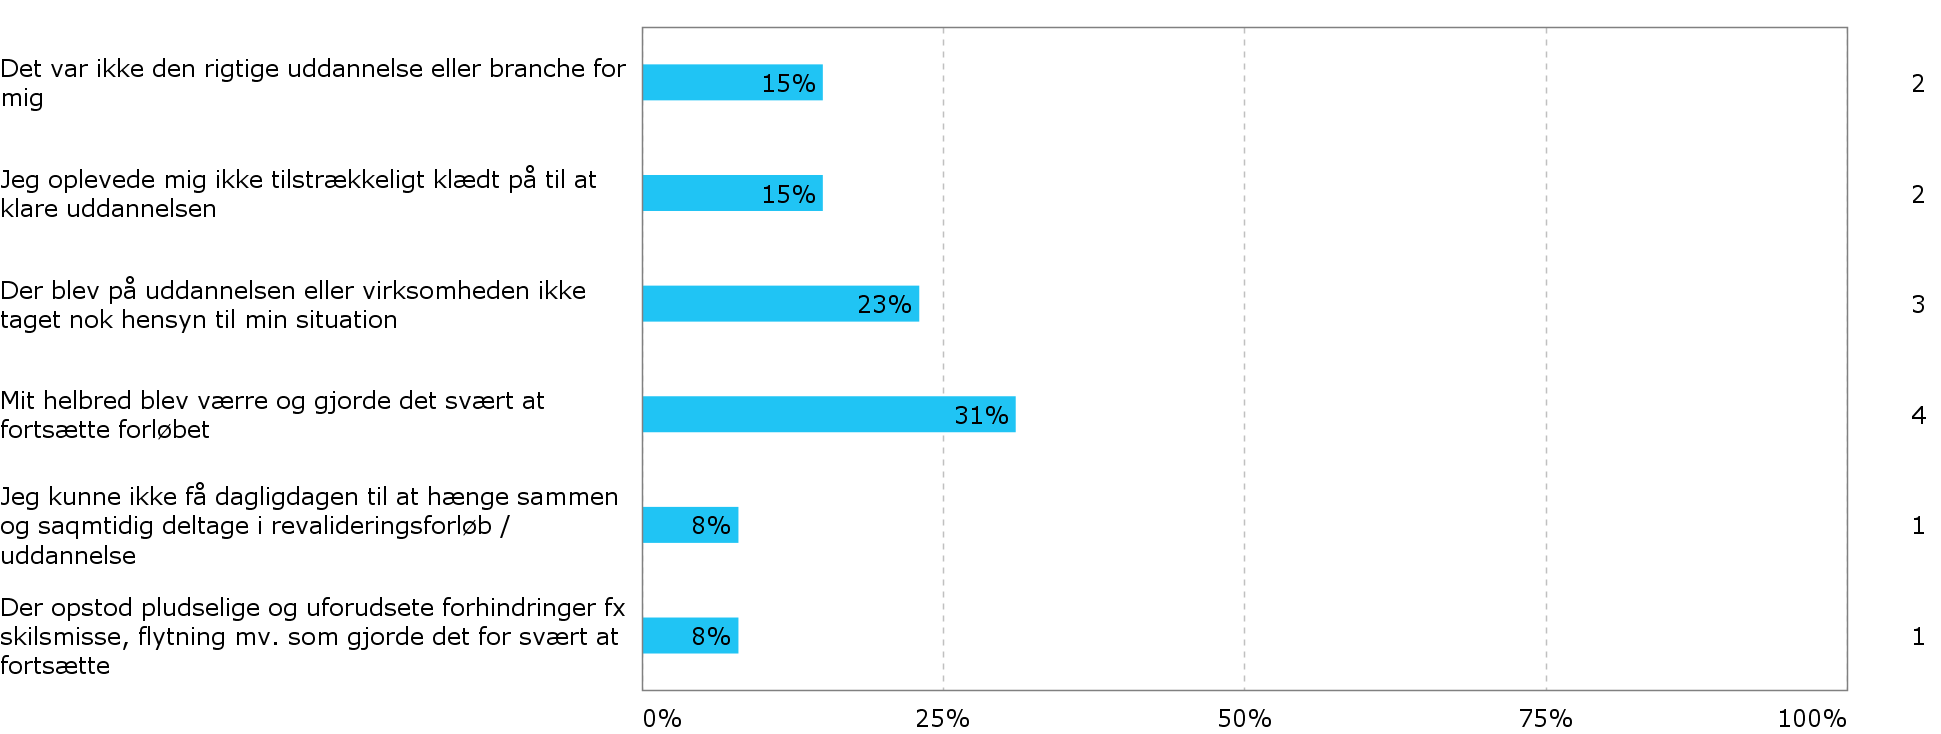 Det var ikke den rigtige uddannelse eller branche for
mig
15%
2
Jeg oplevede mig ikke tilstrækkeligt klædt på til at
klare uddannelsen
15%
2
Der blev på uddannelsen eller virksomheden ikke
taget nok hensyn til min situation
23%
3
Mit helbred blev værre og gjorde det svært at
fortsætte forløbet
31%
4
Jeg kunne ikke få dagligdagen til at hænge sammen
og saqmtidig deltage i revalideringsforløb /
uddannelse
8%
1
Der opstod pludselige og uforudsete forhindringer fx
skilsmisse, flytning mv. som gjorde det for svært at
fortsætte
8%
1
0% 25% 50% 75% 100%